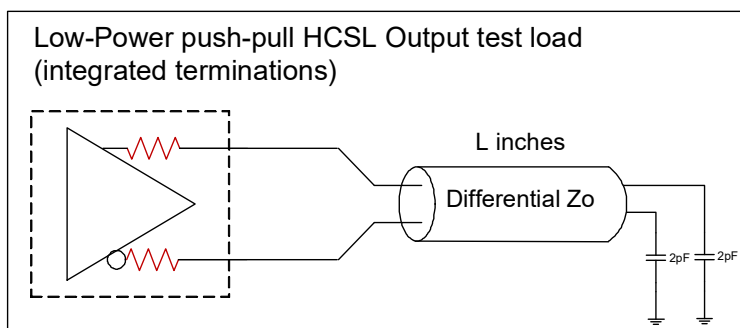 Low-Power push-pull HCSL Output test load
(integrated terminations)
L inches
Differential Zo
2pF
2pF